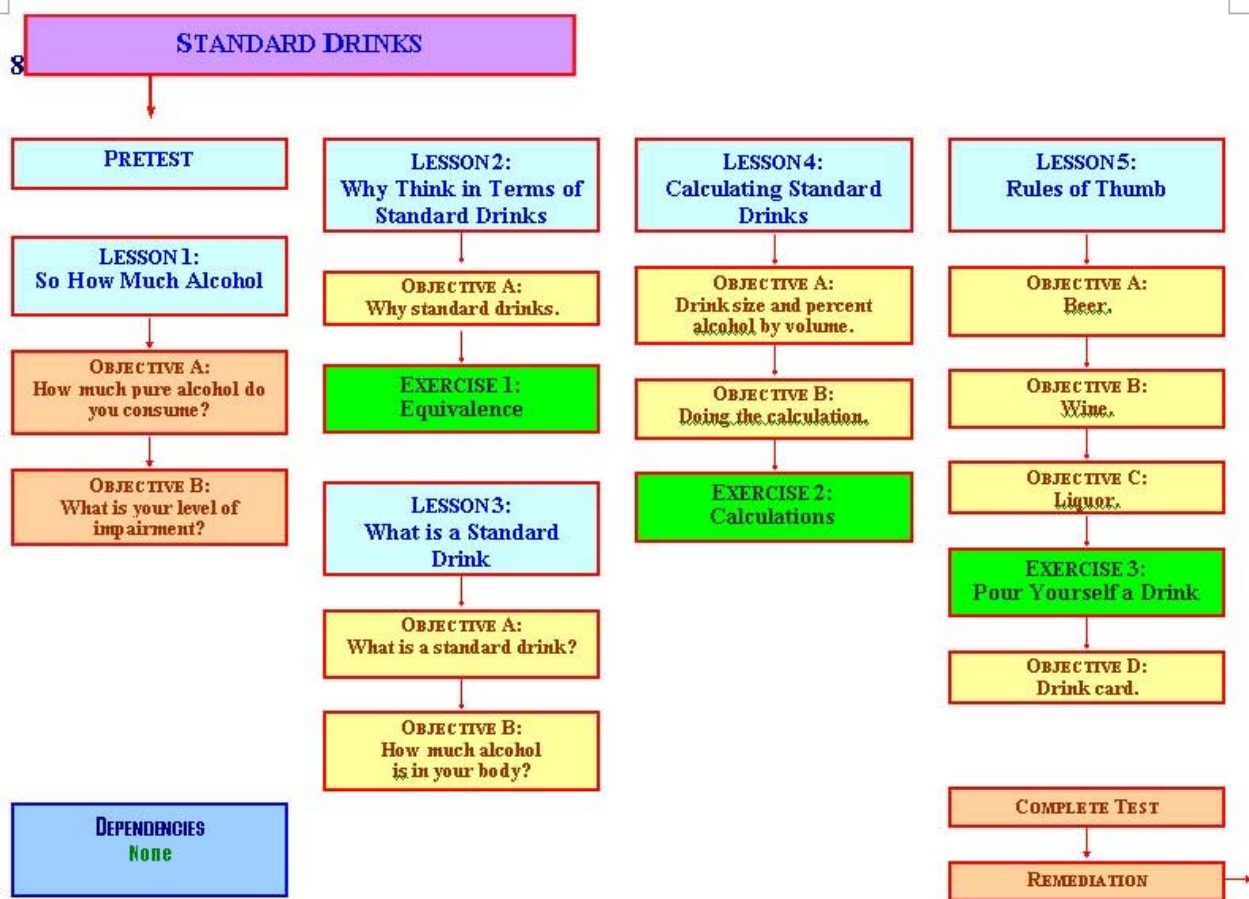 STANDARD DRINKS
8
PRETEST
LESSON 1:
So How Much Alcohol
OBJECTIVE A:
How much pure alcohol do
you consume?
OBJECTIVE B:
What is your level of
impairment?
LESSON 2:
Why Think in Terms of
Standard Drinks
OBJECTIVE A:
Why standard drinks.
EXERCISE 1:
Equivalence
LESSON 3:
What is a Standard
Drink
OBJECTIVE A:
What is a standard drink?
OBJECTIVE B:
How much alcohol
is in your body?
LESSON 4:
Calculating Standard
Drinks
OBJECTIVE A:
Drink size and percent
alcohol by volume.
OBJECTIVE B:
Doing the calculation.
EXERCISE 2:
Calculations
LESSON 5:
Rules of Thumb
OBJECTIVE A:
Beer.
OBJECTIVE B:
Wine.
OBJECTIVE C:
Liquor.
EXERCISE 3:
Pour Yourself a Drink
OBJECTIVE D:
Drink card.
COMPLETE TEST
REMEDIATION
DEPENDENCIES
None